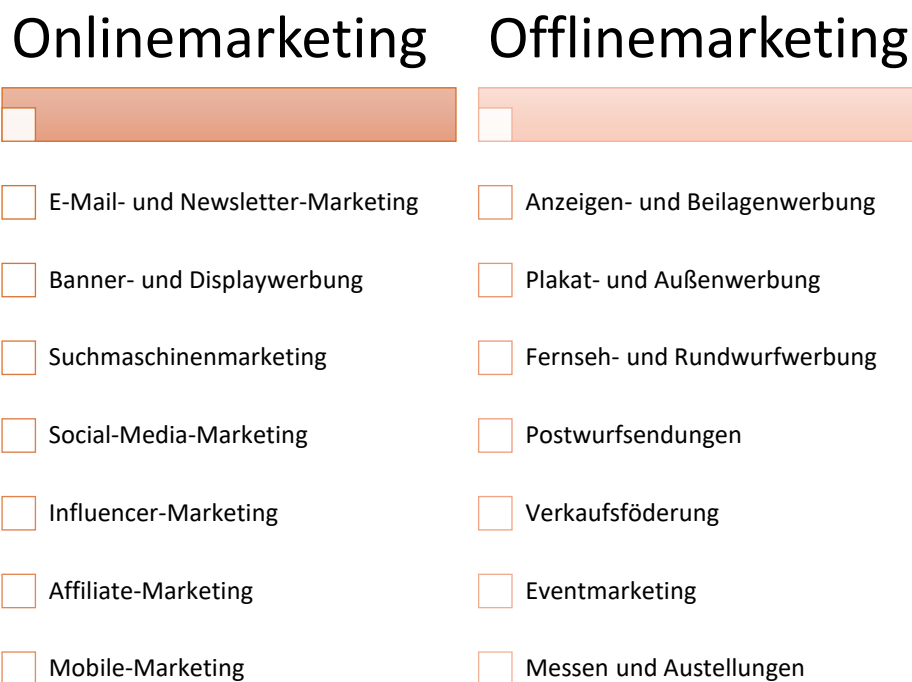 Onlinemarketing
E-Mail- und Newsletter-Marketing
Banner- und Displaywerbung
Suchmaschinenmarketing
Social-Media-Marketing
Influencer-Marketing
Affiliate-Marketing
Mobile-Marketing
Offlinemarketing
Anzeigen- und Beilagenwerbung
Plakat- und Außenwerbung
Fernseh- und Rundwurfwerbung
Postwurfsendungen
Verkaufsföderung
Eventmarketing
Messen und Austellungen